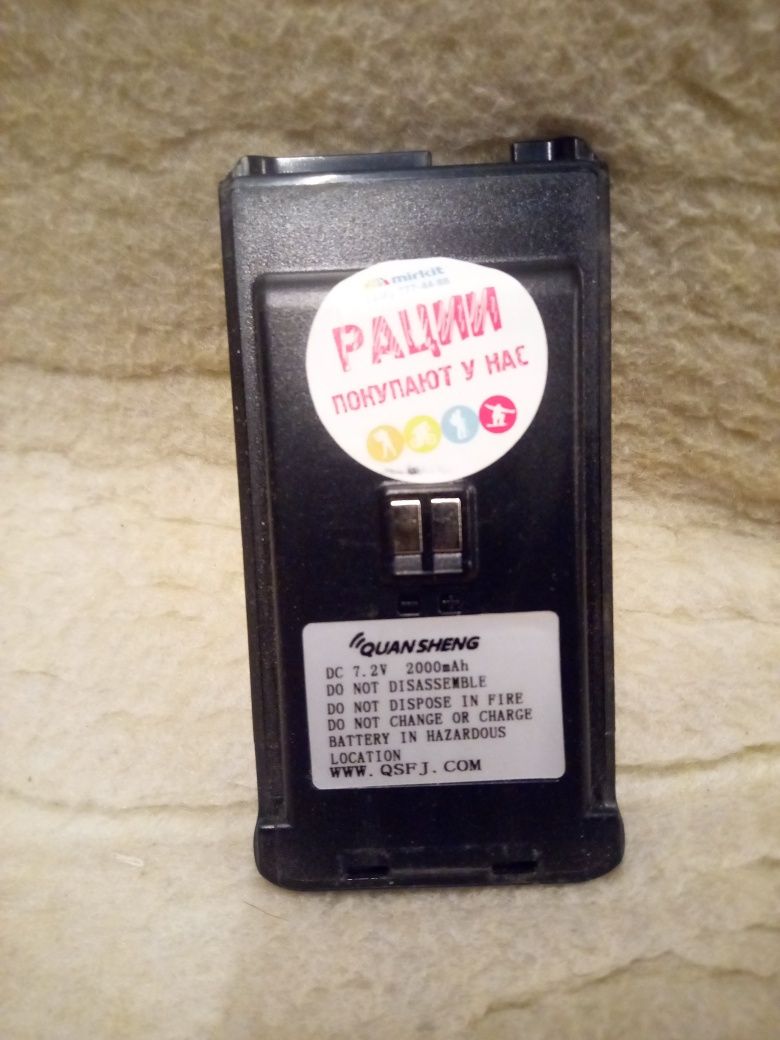 mirkit
РАЦИИ
ПОКУПАЮТ У НАС
− +
QUANSHENG
DC 7.2V 2000mAh
DO NOT DISASSEMBLE
DO NOT DISPOSE IN FIRE
DO NOT CHANGE OR CHARGE
BATTERY IN HAZARDOUS
LOCATION
WWW.QSFJ.COM